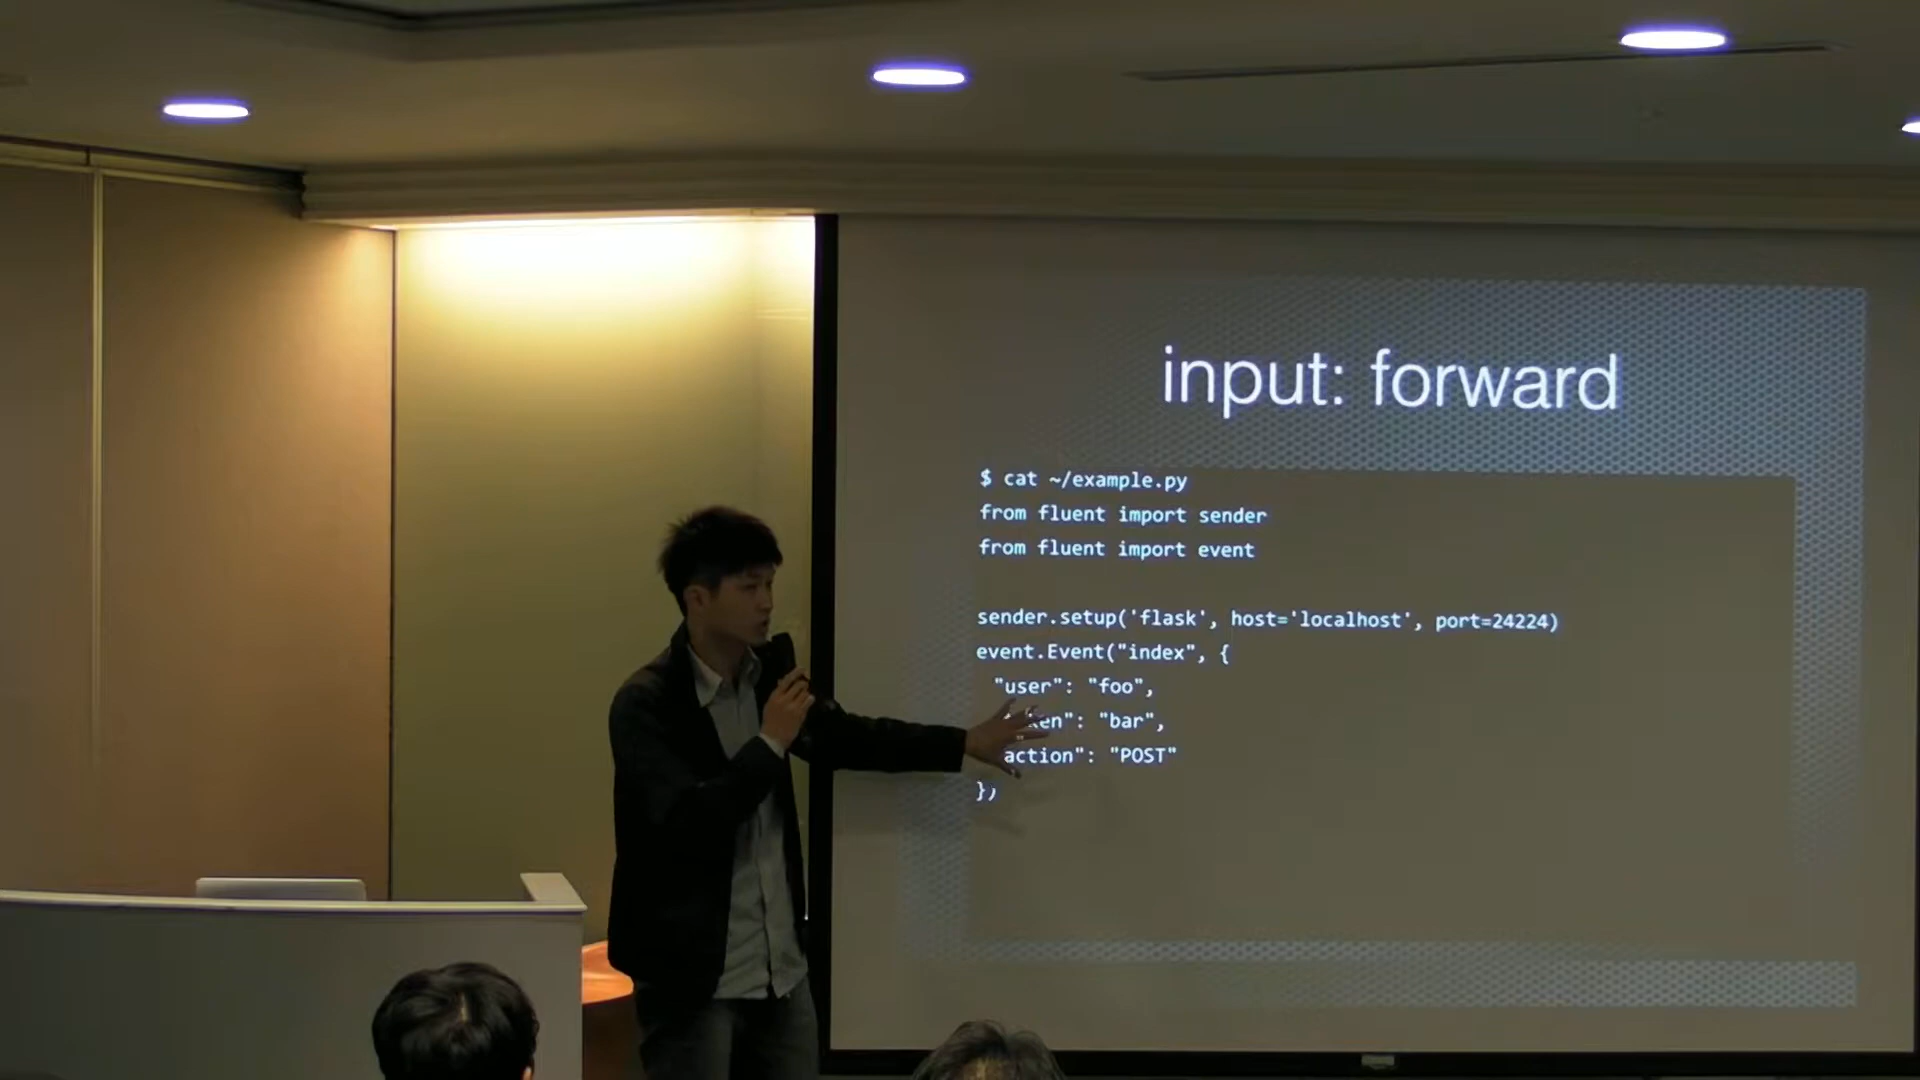 input: forward
$ cat ~/example.py
from fluent import sender
from fluent import event
sender.setup('flask', host='localhost', port=24224)
event.Event("index", {
"user": "foo",
"bar",
action": "POST"
})